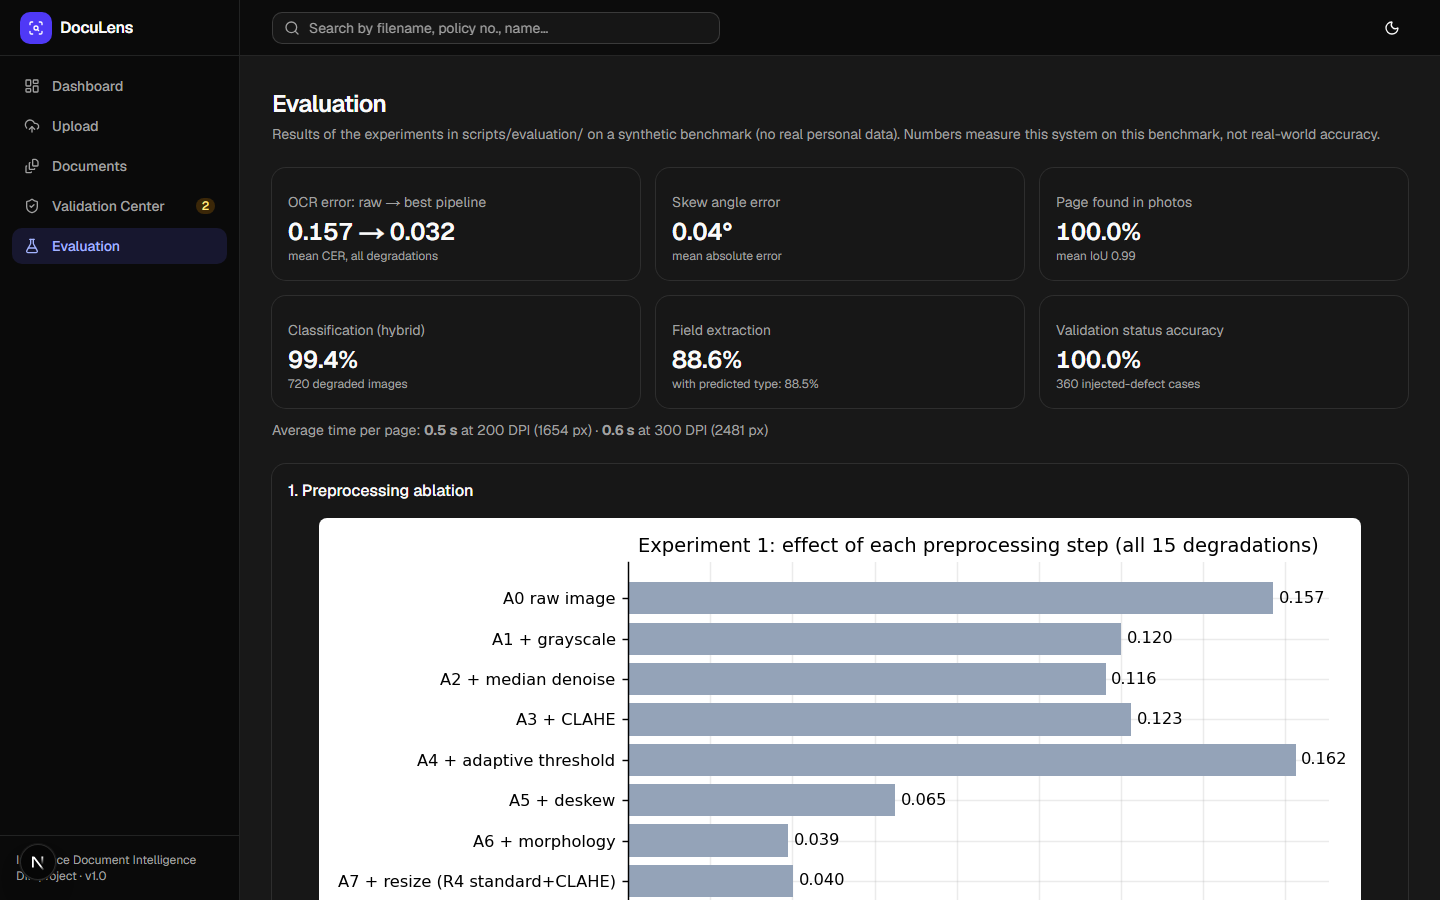 DocuLens
Search by filename, policy no., name...
Dashboard
Upload
Documents
Validation Center
2
Evaluation
Evaluation
Results of the experiments in scripts/evaluation/ on a synthetic benchmark (no real personal data). Numbers measure this system on this benchmark, not real-world accuracy.
OCR error: raw → best pipeline
0.157 → 0.032
mean CER, all degradations
Skew angle error
0.04°
mean absolute error
Page found in photos
100.0%
mean IoU 0.99
Classification (hybrid)
99.4%
720 degraded images
Field extraction
88.6%
with predicted type: 88.5%
Validation status accuracy
100.0%
360 injected-defect cases
Average time per page: 0.5 s at 200 DPI (1654 px) · 0.6 s at 300 DPI (2481 px)
1. Preprocessing ablation
Experiment 1: effect of each preprocessing step (all 15 degradations)
A0 raw image 0.157
A1 + grayscale 0.120
A2 + median denoise 0.116
A3 + CLAHE 0.123
A4 + adaptive threshold 0.162
A5 + deskew 0.065
A6 + morphology 0.039
A7 + resize (R4 standard+CLAHE) 0.040
Document Intelligence
v1.0
N